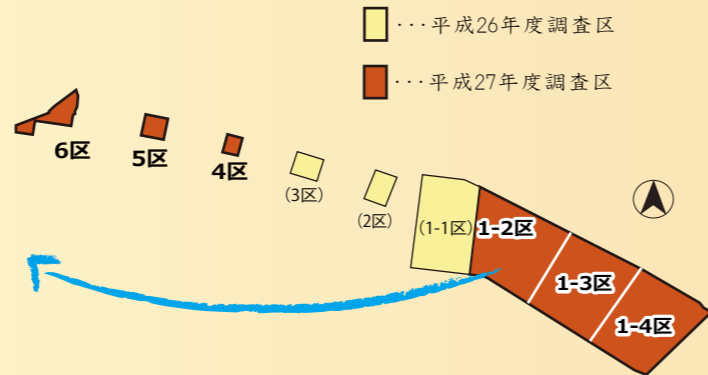 …平成26年度調査区
…平成27年度調査区
6区
5区
4区
(3区)
(2区)
(1-1区)
1-2区
1-3区
1-4区